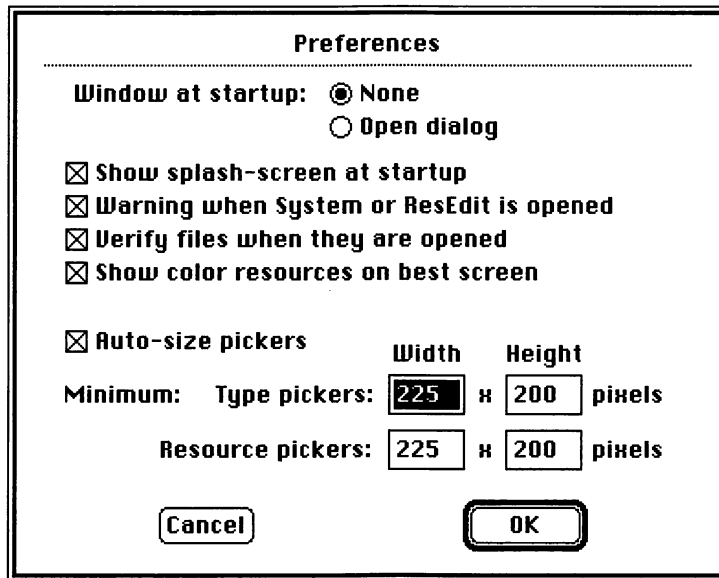 Preferences
Window at startup: None
Open dialog
Show splash-screen at startup
Warning when System or ResEdit is opened
Verify files when they are opened
Show color resources on best screen
Auto-size pickers
Width Height
Minimum: Type pickers: 225 x 200 pixels
Resource pickers: 225 x 200 pixels
Cancel OK